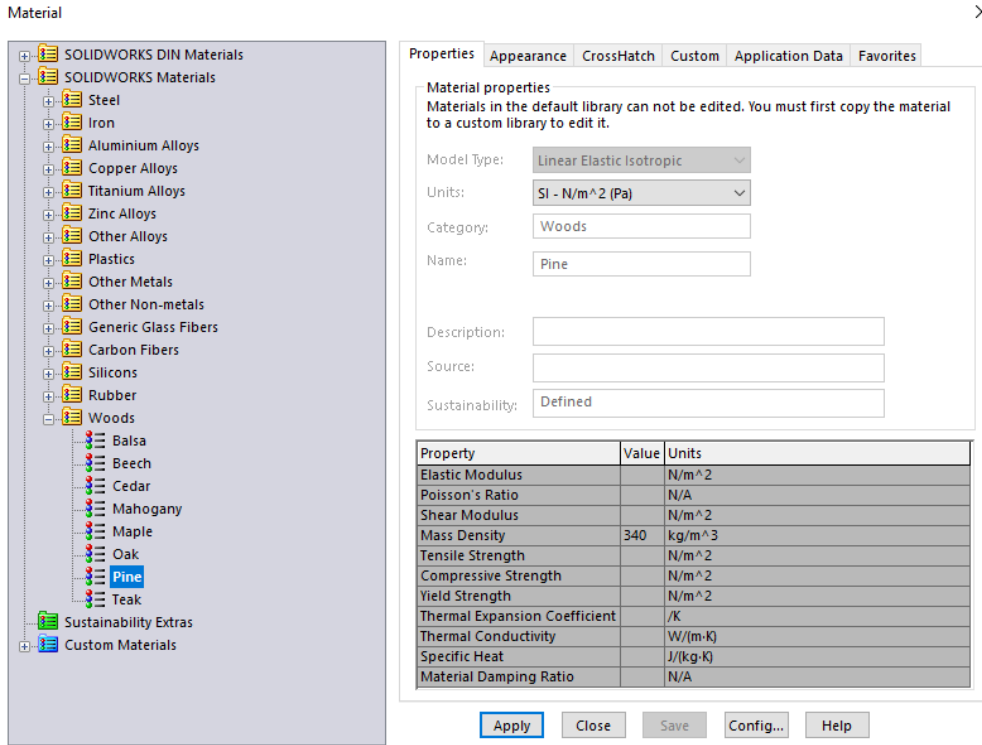 Material
SOLIDWORKS DIN Materials
SOLIDWORKS Materials
Steel
Iron
Aluminium Alloys
Copper Alloys
Titanium Alloys
Zinc Alloys
Other Alloys
Plastics
Other Metals
Other Non-metals
Generic Glass Fibers
Carbon Fibers
Silicons
Rubber
Woods
Balsa
Beech
Cedar
Mahogany
Maple
Oak
Pine
Teak
Sustainability Extras
Custom Materials
Properties Appearance CrossHatch Custom Application Data Favorites
Material properties
Materials in the default library can not be edited. You must first copy the material
to a custom library to edit it.
Model Type: Linear Elastic Isotropic
Units: SI - N/m^2 (Pa)
Category: Woods
Name: Pine
Description:
Source:
Sustainability: Defined
Property Value Units
Elastic Modulus N/m^2
Poisson's Ratio N/A
Shear Modulus N/m^2
Mass Density 340 kg/m^3
Tensile Strength N/m^2
Compressive Strength N/m^2
Yield Strength N/m^2
Thermal Expansion Coefficient /K
Thermal Conductivity W/(m·K)
Specific Heat J/(kg·K)
Material Damping Ratio N/A
Apply Close Save Config... Help